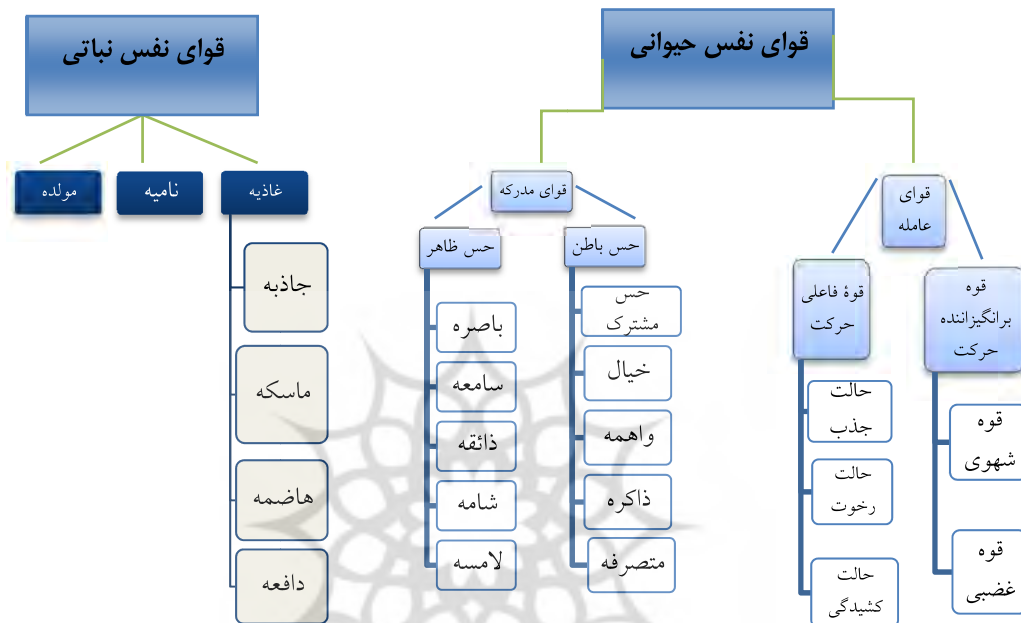 قوای نفس حیوانی
قوای
عامله
قوه
برانگیزاننده
حرکت
قوه
شهوی
قوه
غضبی
قوهٔ فاعلی
حرکت
حالت
جذب
حالت
رخوت
حالت
کشیدگی
قوای مدرکه
حس باطن
حس
مشترک
خیال
واهمه
ذاکره
متصرفه
حس ظاهر
باصره
سامعه
ذائقه
شامه
لامسه
قوای نفس نباتی
غاذیه
جاذبه
ماسکه
هاضمه
دافعه
نامیه
مولده